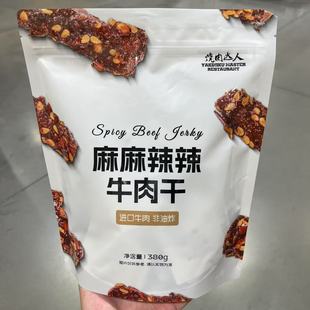 烧肉达人
YAKINIKU MASTER
RESTAURANT
Spicy Beef Jerky
麻麻辣辣
牛肉干
进口牛肉 非油炸
净含量：380g